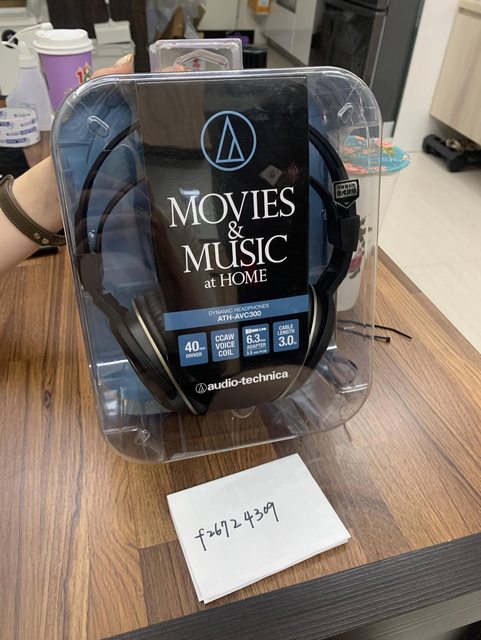 MOVIES
&
MUSIC
at HOME
DYNAMIC HEADPHONES
ATH-AVC300
40mm
DRIVER
CCAW
VOICE
COIL
6.3mm
ADAPTER
CABLE
LENGTH
3.0m
audio-technica
f26724309